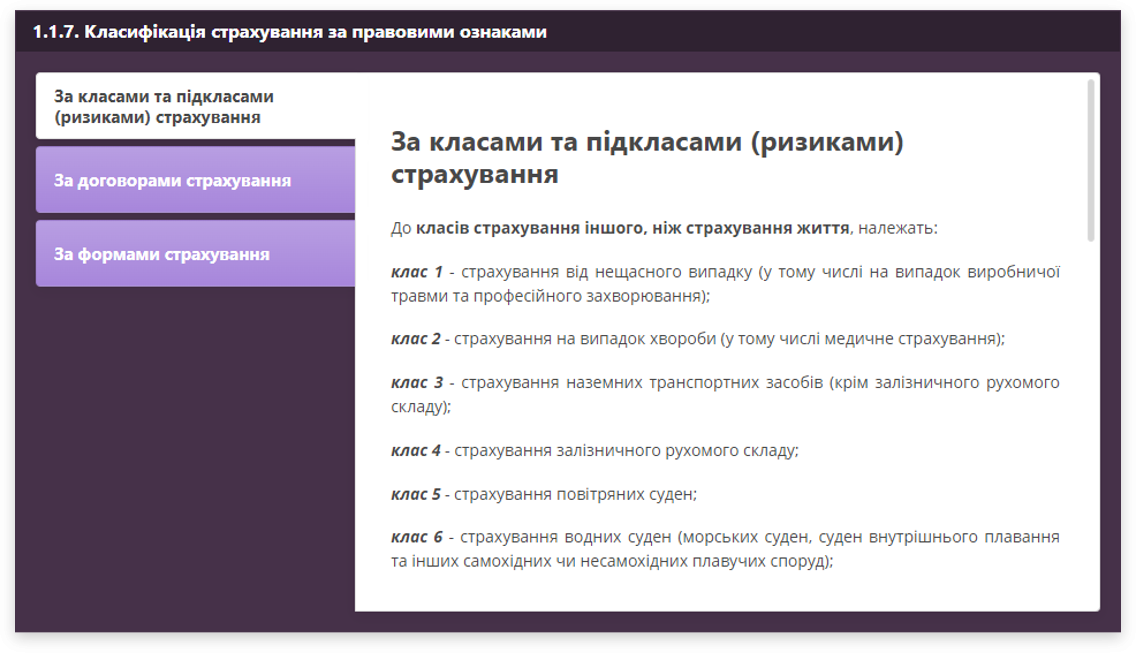 1.1.7. Класифікація страхування за правовими ознаками
За класами та підкласами
(ризиками) страхування
За договорами страхування
За формами страхування
За класами та підкласами (ризиками)
страхування
До класів страхування іншого, ніж страхування життя, належать:
клас 1 - страхування від нещасного випадку (у тому числі на випадок виробничої
травми та професійного захворювання);
клас 2 - страхування на випадок хвороби (у тому числі медичне страхування);
клас 3 - страхування наземних транспортних засобів (крім залізничного рухомого
складу);
клас 4 - страхування залізничного рухомого складу;
клас 5 - страхування повітряних суден;
клас 6 - страхування водних суден (морських суден, суден внутрішнього плавання
та інших самохідних чи несамохідних плавучих споруд);